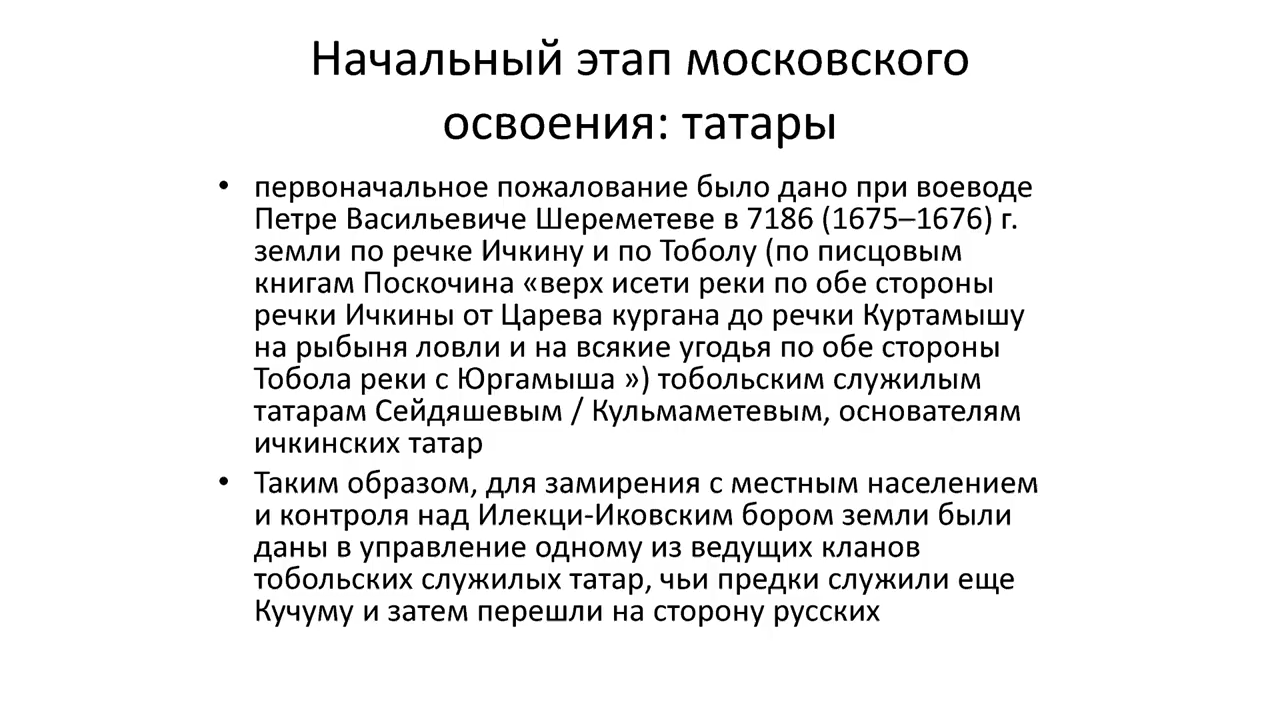 Начальный этап московского
освоения: татары
• первоначальное пожалование было дано при воеводе
Петре Васильевиче Шереметеве в 7186 (1675–1676) г.
земли по речке Ичкину и по Тоболу (по писцовым
книгам Поскочина «верх исети реки по обе стороны
речки Ичкины от Царева кургана до речки Куртамышу
на рыбыня ловли и на всякие угодья по обе стороны
Тобола реки с Юргамыша ») тобольским служилым
татарам Сейдяшевым / Кульмаметевым, основателям
ичкинских татар
• Таким образом, для замирения с местным населением
и контроля над Илекци-Иковским бором земли были
даны в управление одному из ведущих кланов
тобольских служилых татар, чьи предки служили еще
Кучуму и затем перешли на сторону русских